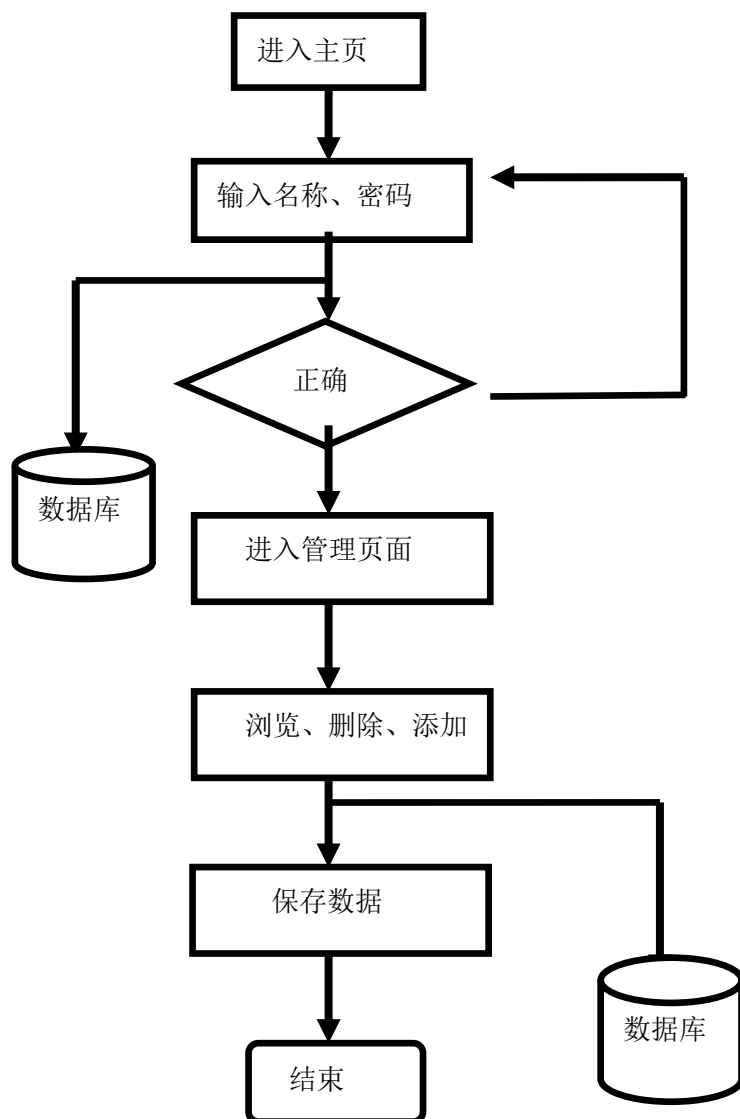 进入主页
输入名称、密码
正确
数据库
进入管理页面
浏览、删除、添加
保存数据
数据库
结束